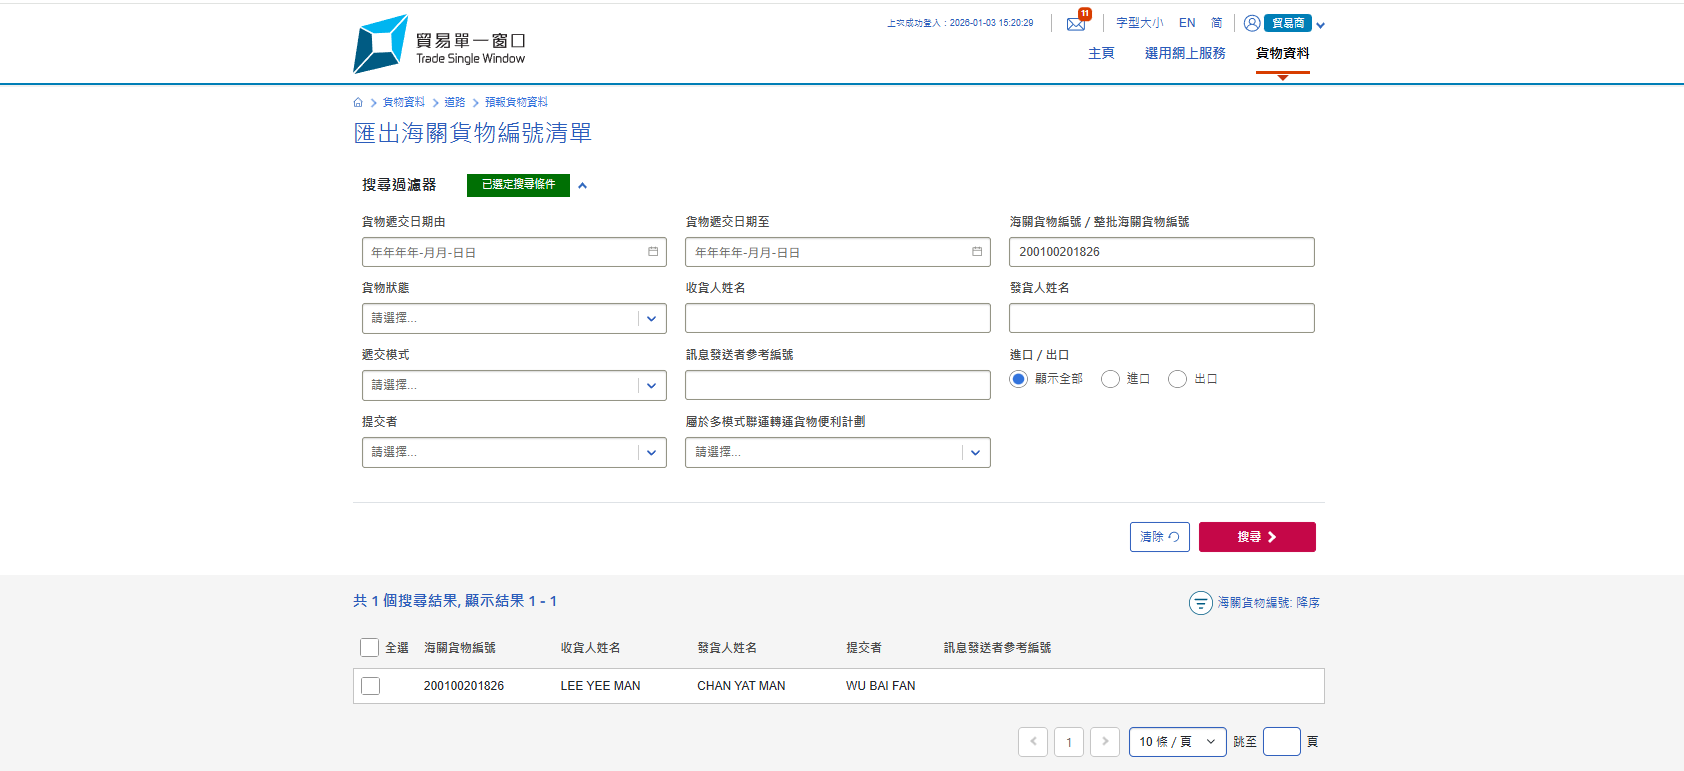 貿易單一窗口
Trade Single Window
上次成功登入：2026-01-03 15:20:29
11
字型大小
EN
简
貿易商
主頁
選用網上服務
貨物資料
貨物資料
道路
預報貨物資料
匯出海關貨物編號清單
搜尋過濾器
已選定搜尋條件
貨物遞交日期由
貨物遞交日期至
海關貨物編號 / 整批海關貨物編號
年年年年-月月-日日
年年年年-月月-日日
200100201826
貨物狀態
收貨人姓名
發貨人姓名
請選擇...
遞交模式
訊息發送者參考編號
進口 / 出口
請選擇...
顯示全部
進口
出口
提交者
屬於多模式聯運轉運貨物便利計劃
請選擇...
請選擇...
清除
搜尋
共 1 個搜尋結果, 顯示結果 1 - 1
海關貨物編號: 降序
全選
海關貨物編號
收貨人姓名
發貨人姓名
提交者
訊息發送者參考編號
200100201826
LEE YEE MAN
CHAN YAT MAN
WU BAI FAN
1
10 條 / 頁
跳至
頁